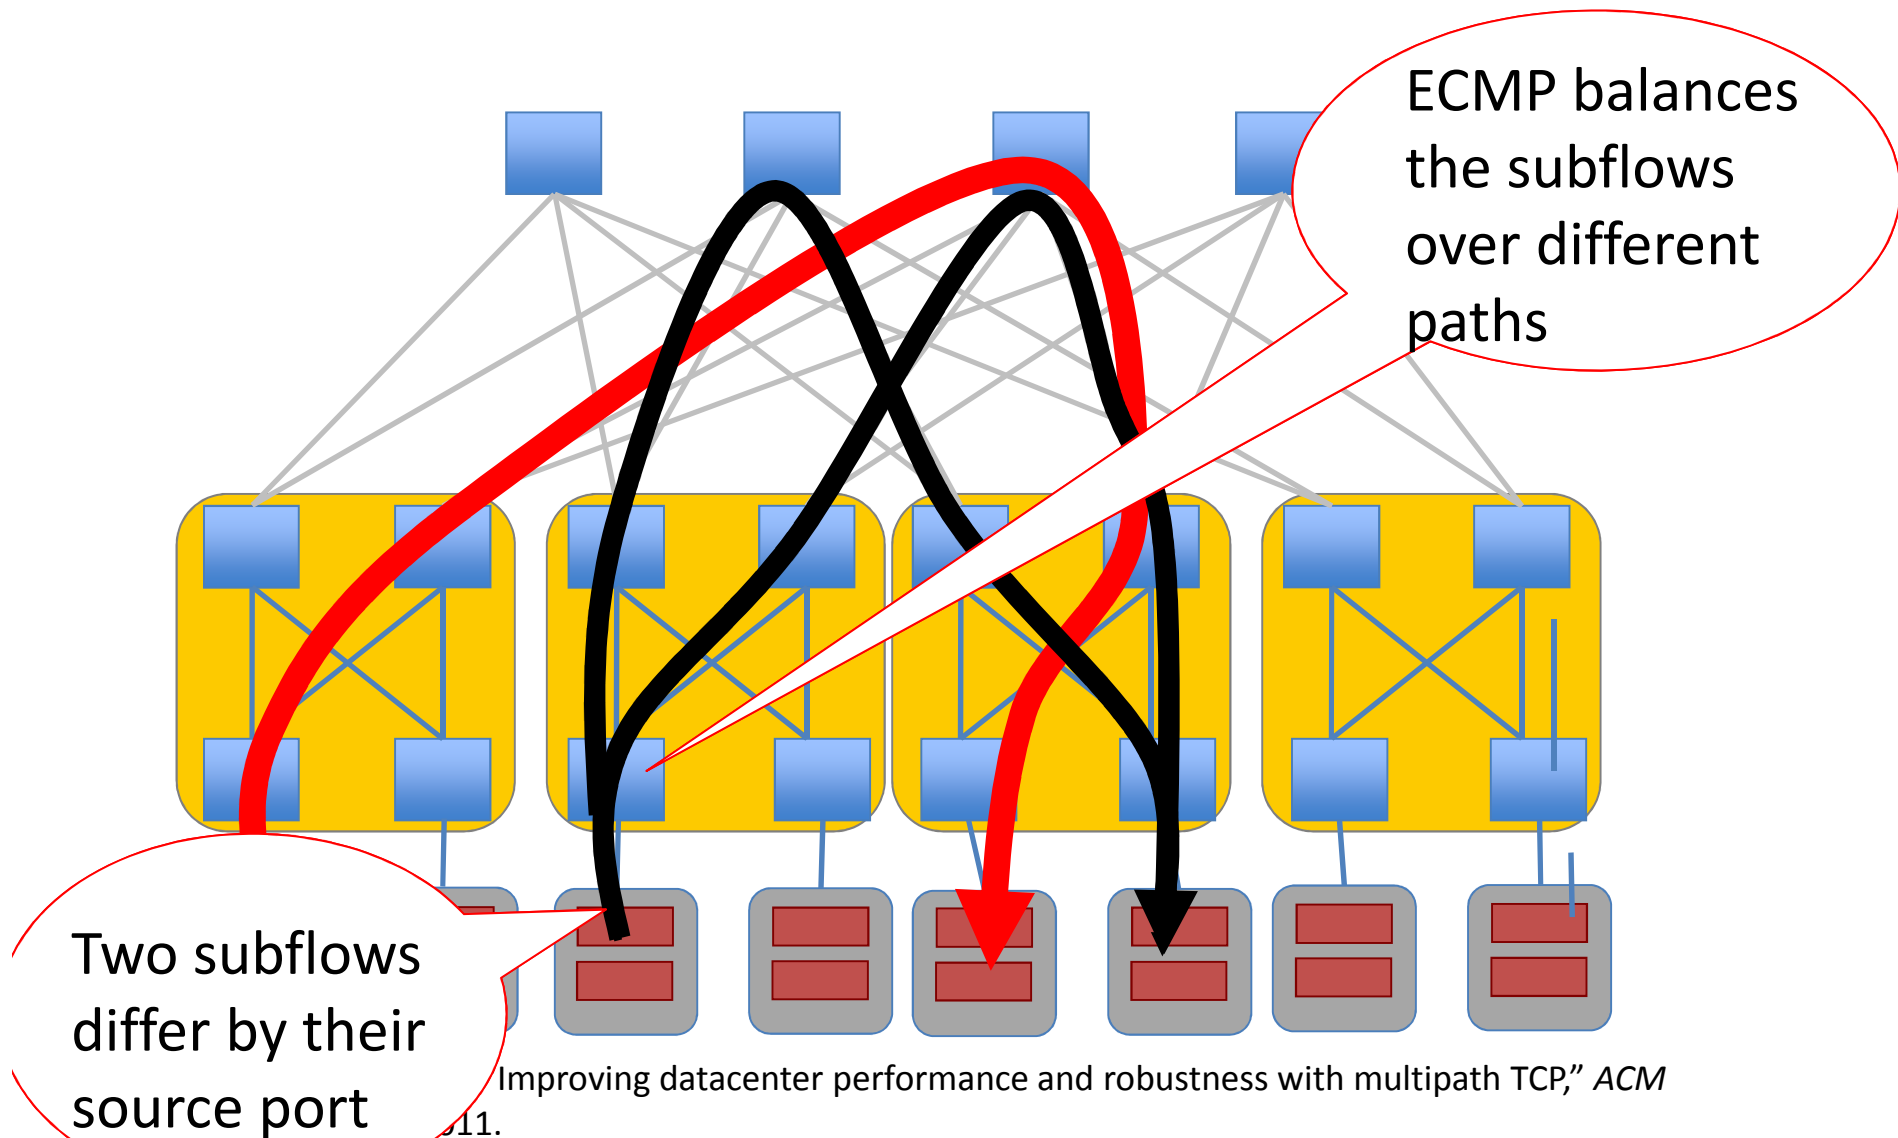 ECMP balances
the subflows
over different
paths
Two subflows
differ by their
source port
Improving datacenter performance and robustness with multipath TCP,” ACM
011.